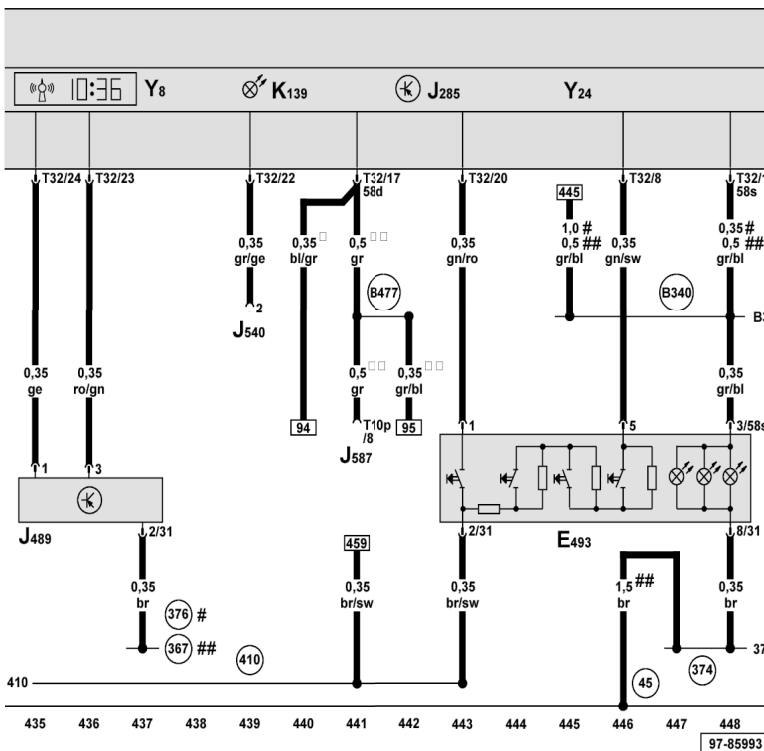 10:36 Y8 K139 J285 Y24
T32/24 T32/23 T32/22 T32/17 T32/20 T32/8 T32/
58d 445 58s
1,0 # 0,35 #
0,35 0,35 0,5 0,35 0,5 ## 0,35 0,5 ##
gr/ge bl/gr gr gn/ro gr/bl gn/sw gr/bl
B477 B340
2
J540 B3
0,35 0,35 0,5 0,35 0,35
ge ro/gn gr gr/bl gr/bl
94 T10p 95 1 5 3/58s
/8
J587
1 3
J489 2/31 459 2/31 E493 8/31
0,35 0,35 0,35 1,5 ## 0,35
br br/sw br/sw br br
376 #
367 ## 410 374 37
410 45
435 436 437 438 439 440 441 442 443 444 445 446 447 448
97-85993